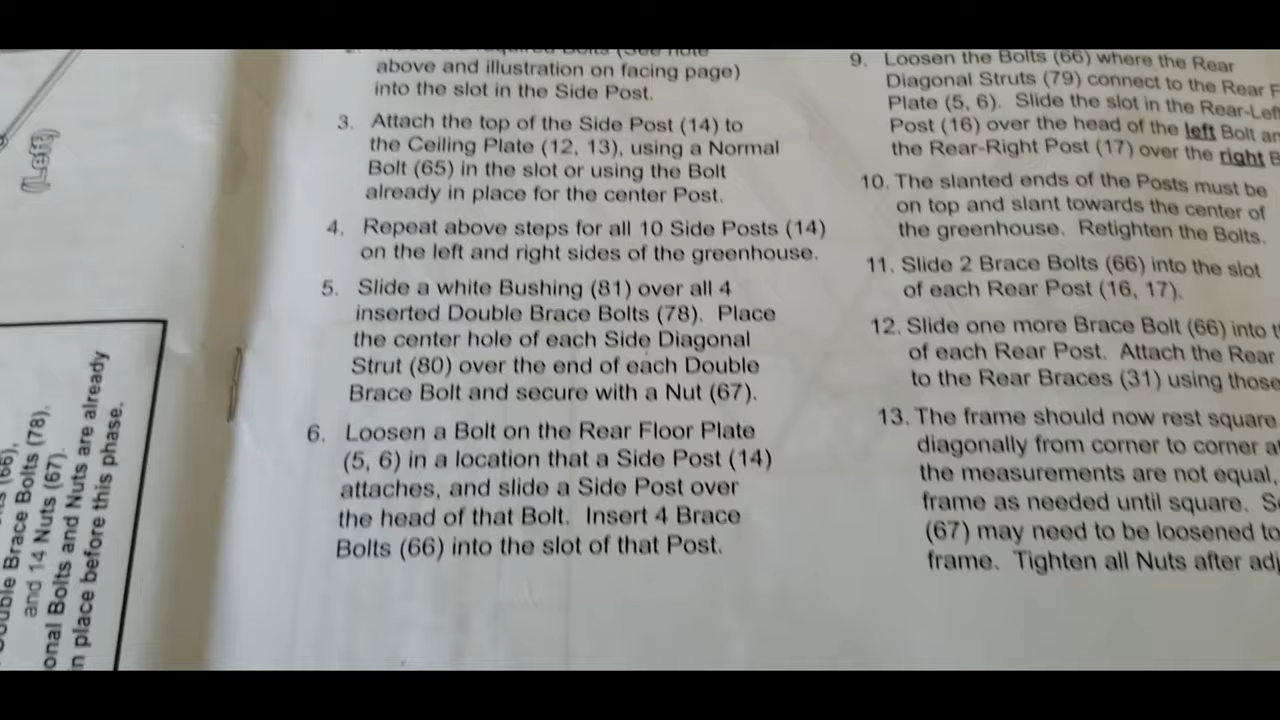 (Left)
above and illustration on facing page)
into the slot in the Side Post.
3. Attach the top of the Side Post (14) to
the Ceiling Plate (12, 13), using a Normal
Bolt (65) in the slot or using the Bolt
already in place for the center Post.
4. Repeat above steps for all 10 Side Posts (14)
on the left and right sides of the greenhouse.
5. Slide a white Bushing (81) over all 4
inserted Double Brace Bolts (78). Place
the center hole of each Side Diagonal
Strut (80) over the end of each Double
Brace Bolt and secure with a Nut (67).
6. Loosen a Bolt on the Rear Floor Plate
(5, 6) in a location that a Side Post (14)
attaches, and slide a Side Post over
the head of that Bolt. Insert 4 Brace
Bolts (66) into the slot of that Post.
9. Loosen the Bolts (66) where the Rear
Diagonal Struts (79) connect to the Rear
Plate (5, 6). Slide the slot in the Rear-Left
Post (16) over the head of the left Bolt
the Rear-Right Post (17) over the right
10. The slanted ends of the Posts must be
on top and slant towards the center of
the greenhouse. Retighten the Bolts.
11. Slide 2 Brace Bolts (66) into the slot
of each Rear Post (16, 17).
12. Slide one more Brace Bolt (66) into
of each Rear Post. Attach the Rear
to the Rear Braces (31) using those
13. The frame should now rest square
diagonally from corner to corner
the measurements are not equal,
frame as needed until square.
(67) may need to be loosened to
frame. Tighten all Nuts after
(66),
Brace Bolts (78).
and 14 Nuts (67).
Bolts and Nuts are already
place before this phase.